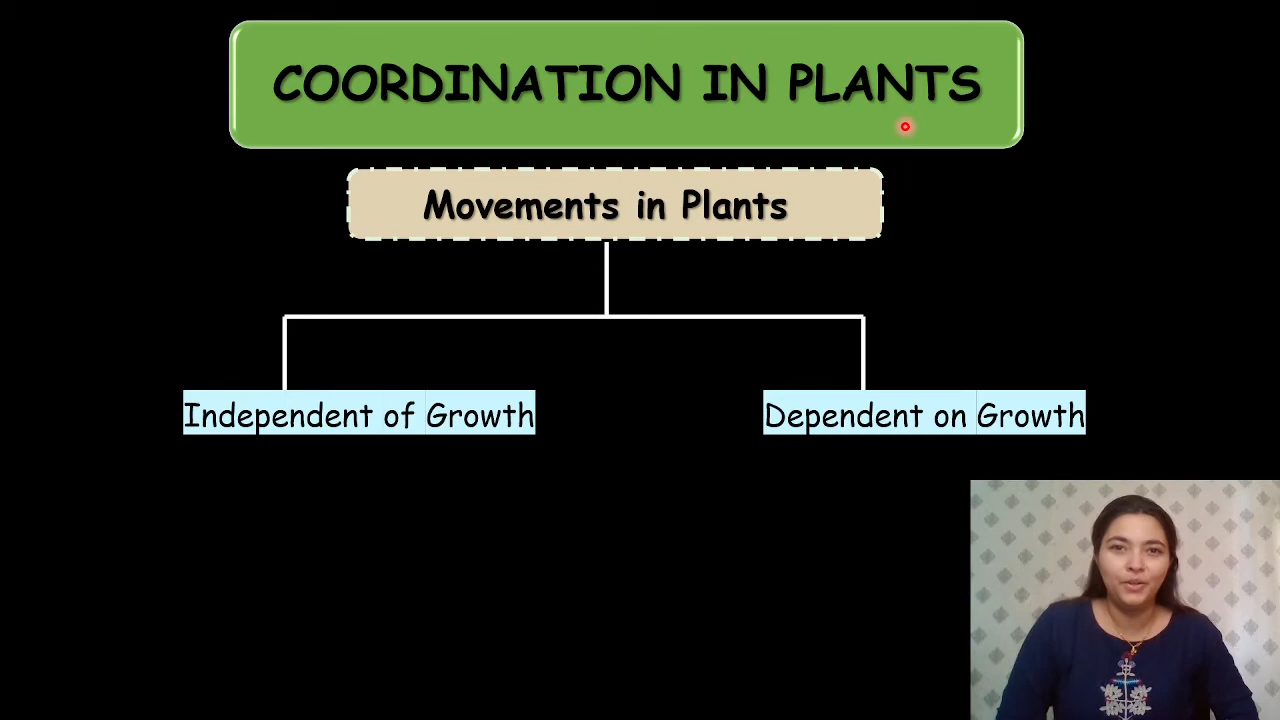 COORDINATION IN PLANTS
Movements in Plants
Independent of Growth
Dependent on Growth